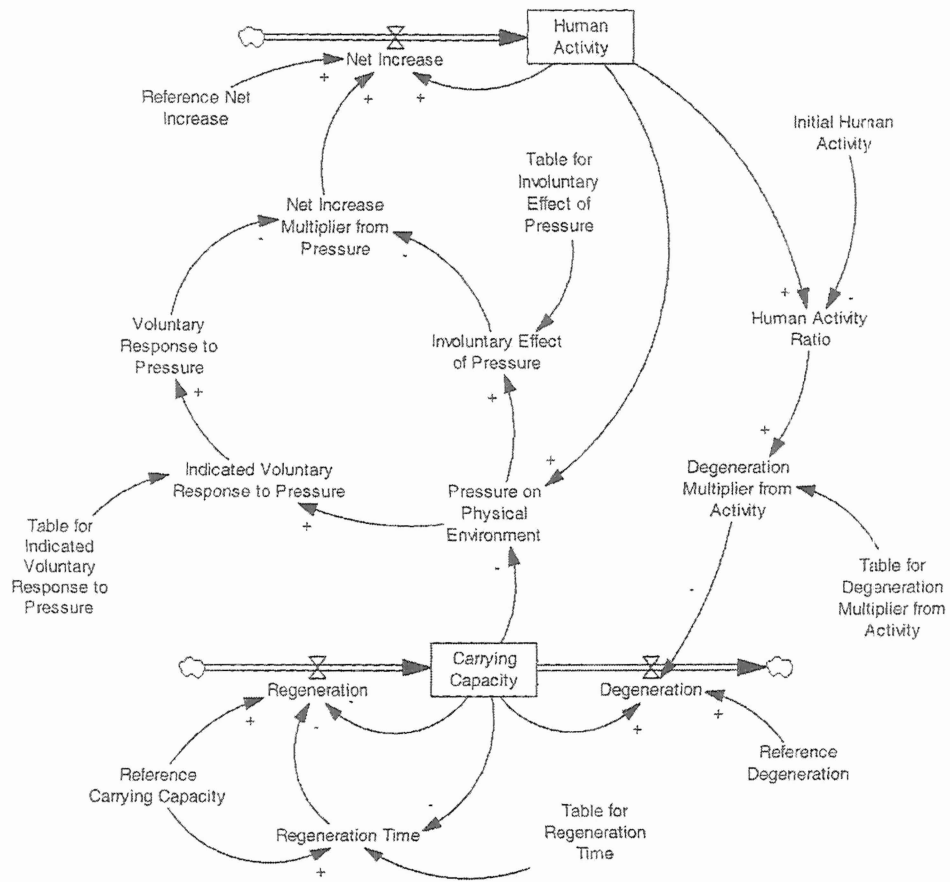 Human
Activity
Net Increase
+
+
+
Reference Net
Increase
Initial Human
Activity
Table for
Involuntary
Effect of
Pressure
Net Increase
Multiplier from
Pressure
-
-
+
-
Human Activity
Ratio
Voluntary
Response to
Pressure
Involuntary Effect
of Pressure
+
+
+
+
Indicated Voluntary
Response to Pressure
Pressure on
Physical
Environment
Degeneration
Multiplier from
Activity
+
Table for
Indicated
Voluntary
Response to
Pressure
Table for
Degeneration
Multiplier from
Activity
-
-
Carrying
Capacity
Regeneration
Degeneration
+
-
+
+
Reference
Carrying Capacity
Reference
Degeneration
-
Regeneration Time
+
Table for
Regeneration
Time